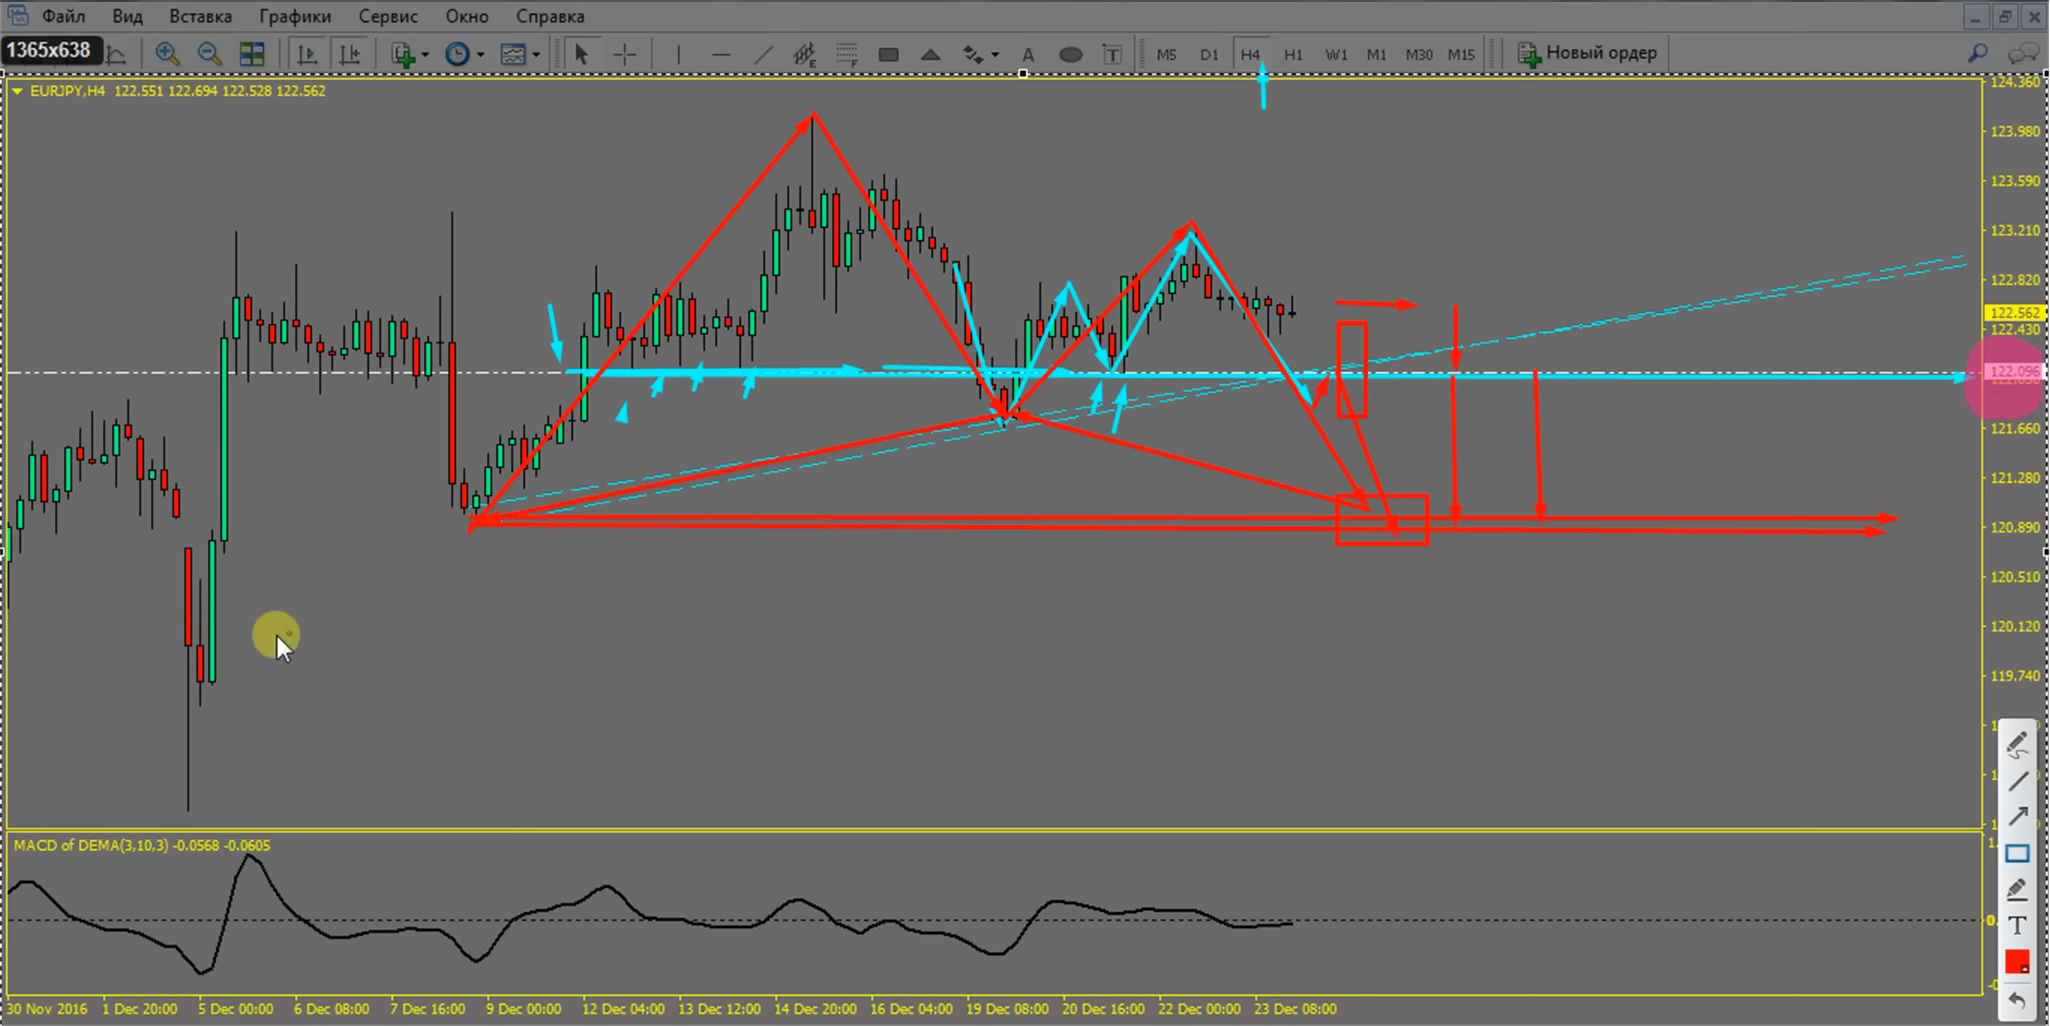 Файл Вид Вставка Графики Сервис Окно Справка
1365x638
A T M5 D1 H4 H1 W1 M1 M30 M15 Новый ордер
EURJPY,H4 122.551 122.694 122.528 122.562
124.360
123.980
123.590
123.210
122.820
122.562
122.430
122.096
121.660
121.280
120.890
120.510
120.120
119.740
MACD of DEMA(3,10,3) -0.0568 -0.0605
T
30 Nov 2016 1 Dec 20:00 5 Dec 00:00 6 Dec 08:00 7 Dec 16:00 9 Dec 00:00 12 Dec 04:00 13 Dec 12:00 14 Dec 20:00 16 Dec 04:00 19 Dec 08:00 20 Dec 16:00 22 Dec 00:00 23 Dec 08:00